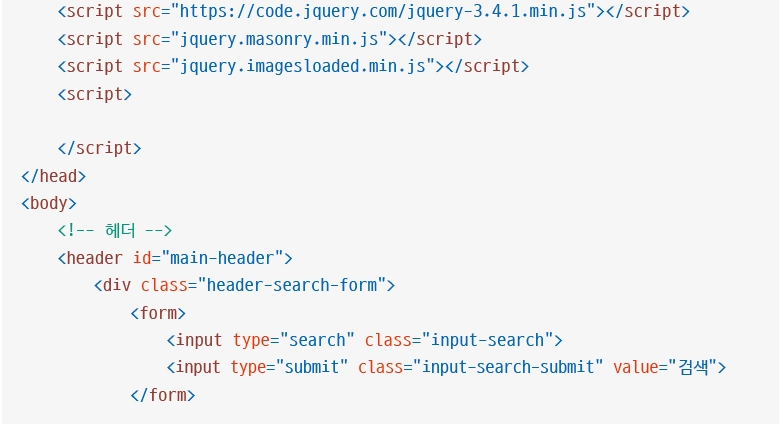 <script src="https://code.jquery.com/jquery-3.4.1.min.js"></script>
<script src="jquery.masonry.min.js"></script>
<script src="jquery.imagesloaded.min.js"></script>
<script>
</script>
</head>
<body>
<!-- 헤더 -->
<header id="main-header">
<div class="header-search-form">
<form>
<input type="search" class="input-search">
<input type="submit" class="input-search-submit" value="검색">
</form>